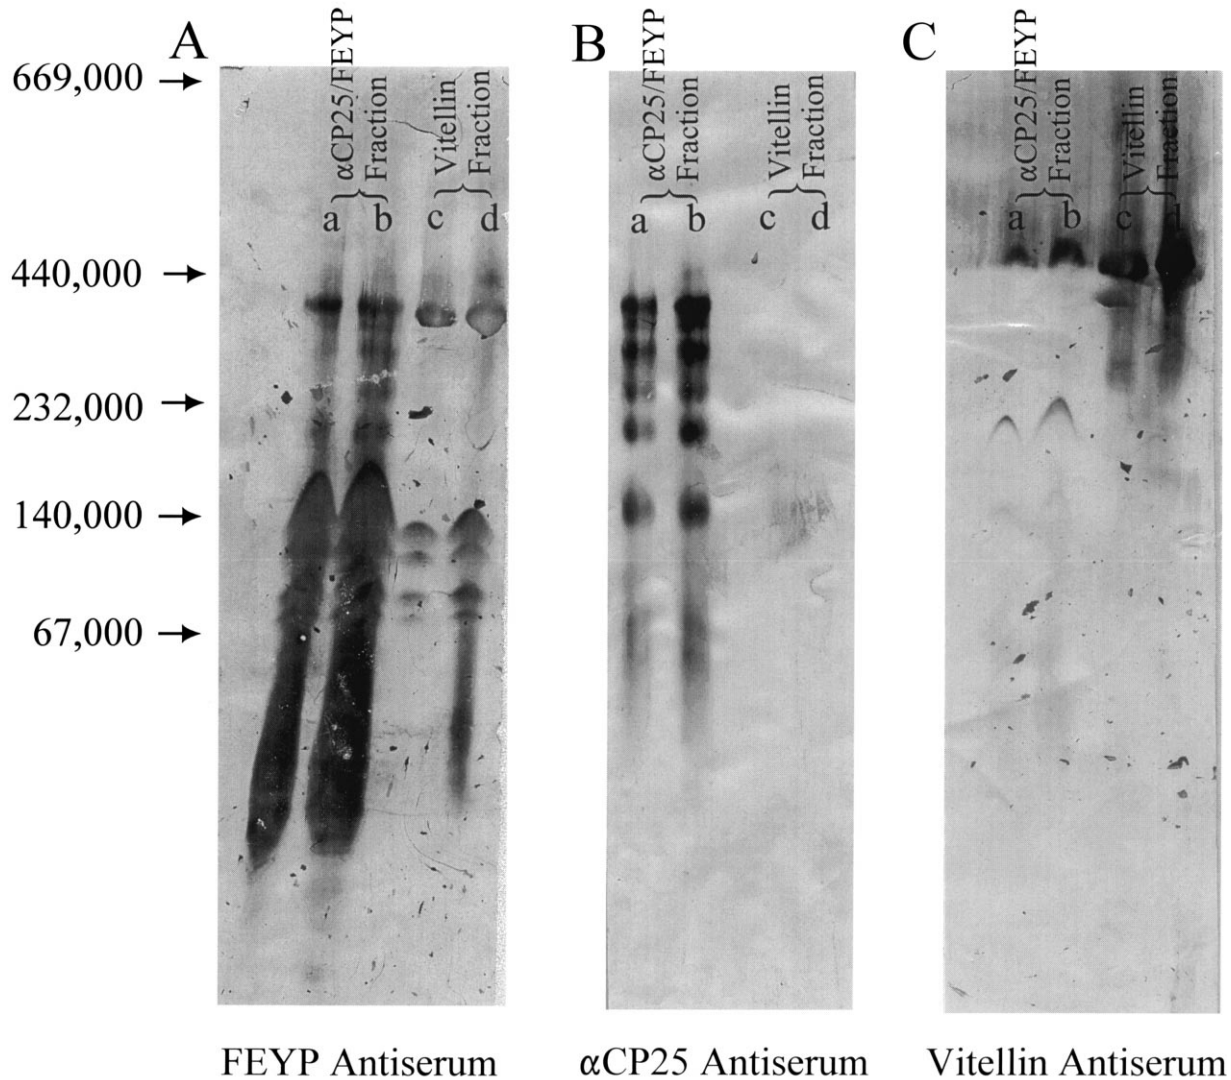 A
B
C
669,000
440,000
232,000
140,000
67,000
αCP25/FEYP
Fraction
Vitellin
Fraction
a b c d
αCP25/FEYP
Fraction
Vitellin
Fraction
a b c d
αCP25/FEYP
Fraction
Vitellin
Fraction
a b c d
FEYP Antiserum
αCP25 Antiserum
Vitellin Antiserum